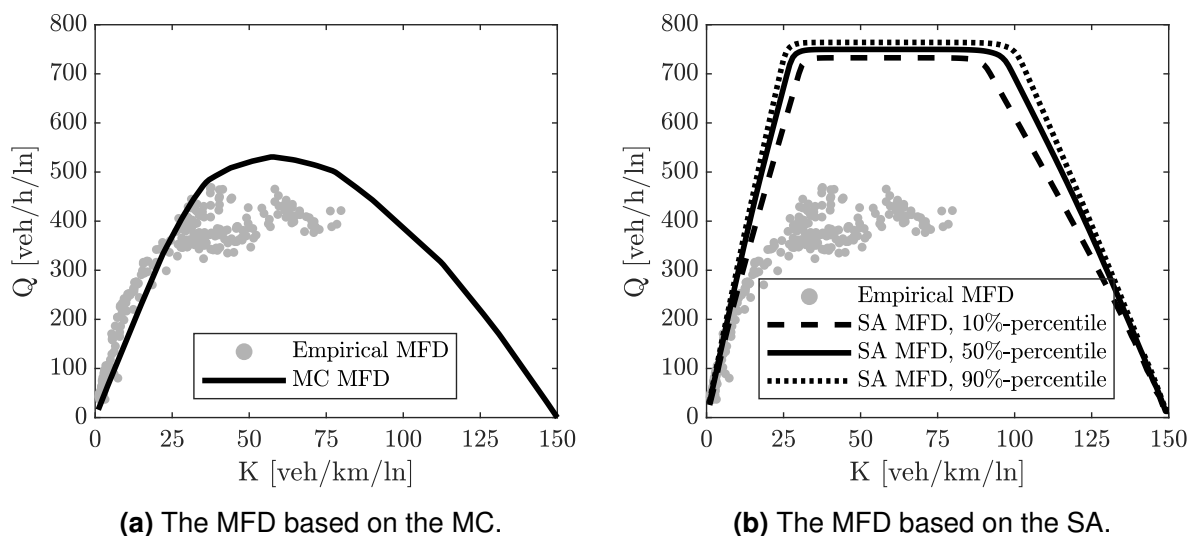 800
700
600
500
400
300
200
100
0
Q [veh/h/ln]
0 25 50 75 100 125 150
K [veh/km/ln]
Empirical MFD
MC MFD
(a) The MFD based on the MC.
800
700
600
500
400
300
200
100
0
Q [veh/h/ln]
0 25 50 75 100 125 150
K [veh/km/ln]
Empirical MFD
SA MFD, 10%-percentile
SA MFD, 50%-percentile
SA MFD, 90%-percentile
(b) The MFD based on the SA.